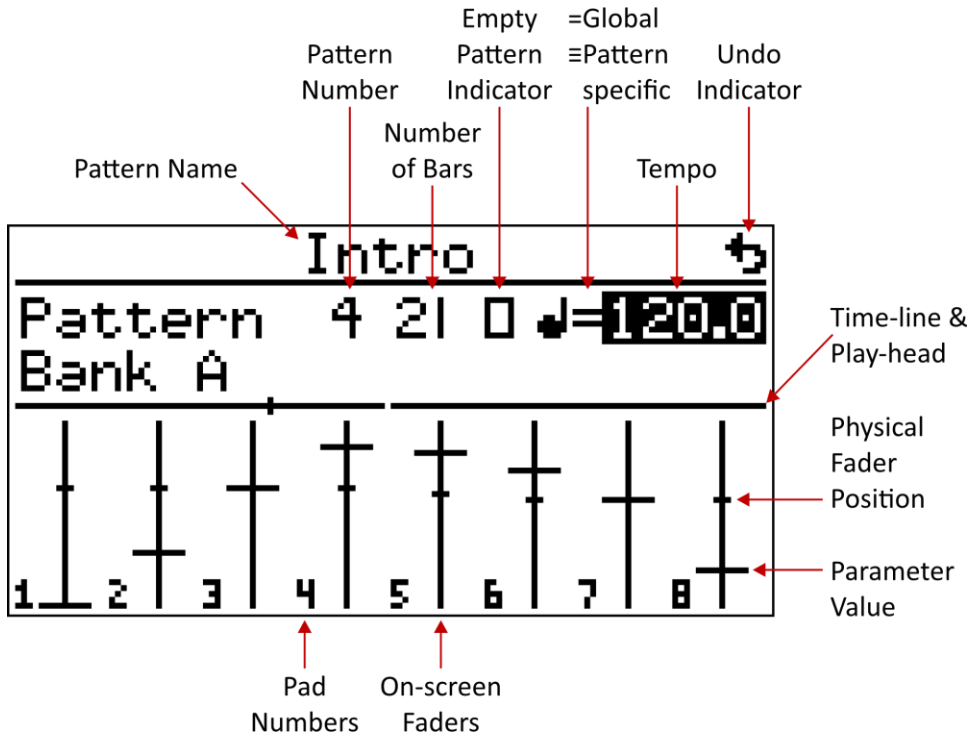 Empty
Pattern
Indicator
=Global
≡Pattern
specific
Pattern
Number
Undo
Indicator
Number
of Bars
Pattern Name
Tempo
Intro
Pattern 4 21 0 ♩=120.0
Bank A
Time-line &
Play-head
Physical
Fader
Position
1 2 3 4 5 6 7 8
Parameter
Value
Pad
Numbers
On-screen
Faders